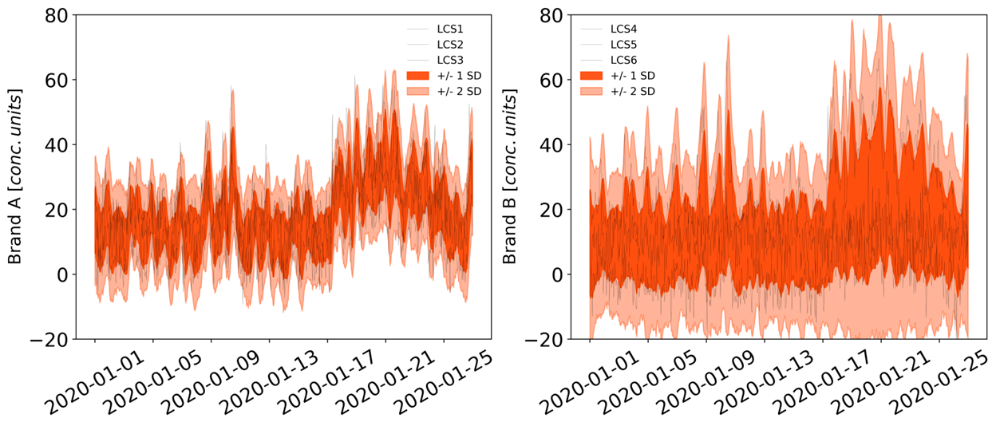 80
60
40
20
0
−20
Brand A [conc. units]
LCS1
LCS2
LCS3
+/- 1 SD
+/- 2 SD
2020-01-01
2020-01-05
2020-01-09
2020-01-13
2020-01-17
2020-01-21
2020-01-25
80
60
40
20
0
−20
Brand B [conc. units]
LCS4
LCS5
LCS6
+/- 1 SD
+/- 2 SD
2020-01-01
2020-01-05
2020-01-09
2020-01-13
2020-01-17
2020-01-21
2020-01-25